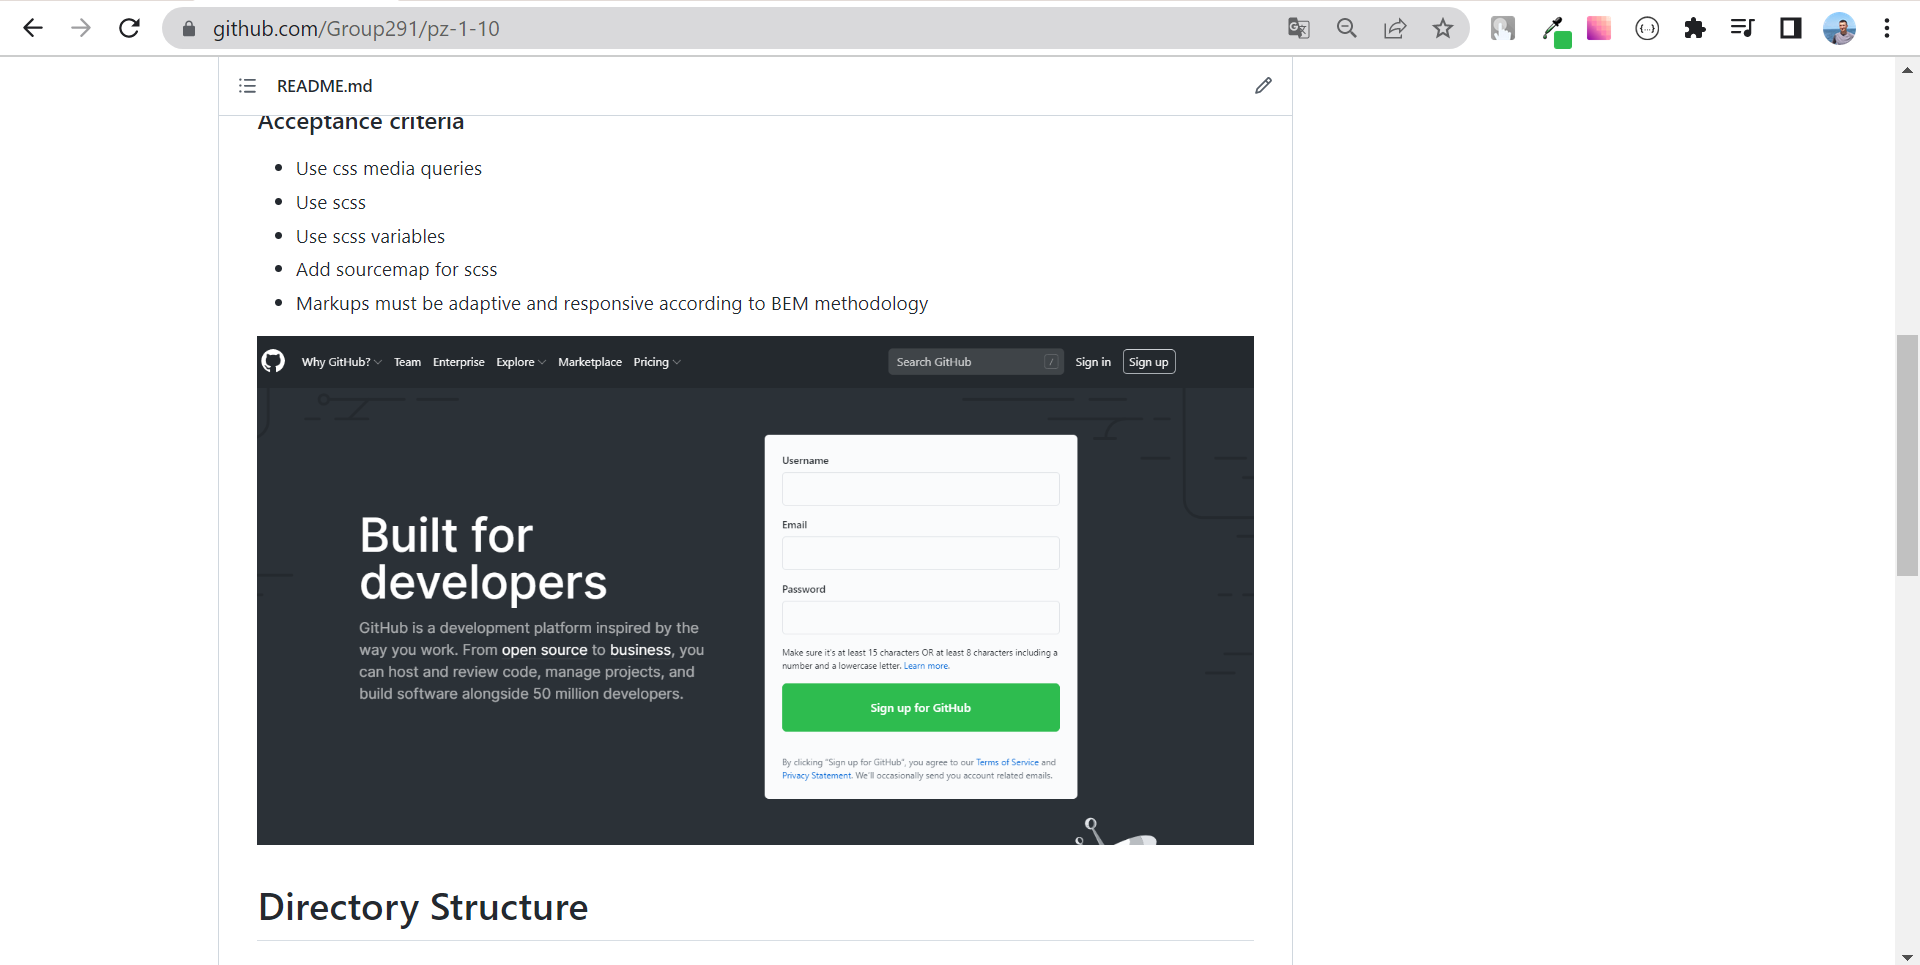 github.com/Group291/pz-1-10
README.md
Acceptance criteria
Use css media queries
Use scss
Use scss variables
Add sourcemap for scss
Markups must be adaptive and responsive according to BEM methodology
Why GitHub? Team Enterprise Explore Marketplace Pricing Search GitHub / Sign in Sign up
Built for
developers
GitHub is a development platform inspired by the
way you work. From open source to business, you
can host and review code, manage projects, and
build software alongside 50 million developers.
Username
Email
Password
Make sure it's at least 15 characters OR at least 8 characters including a
number and a lowercase letter. Learn more.
Sign up for GitHub
By clicking "Sign up for GitHub", you agree to our Terms of Service and
Privacy Statement. We'll occasionally send you account related emails.
Directory Structure